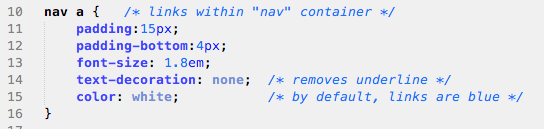 10 nav a { /* links within "nav" container */
11 padding:15px;
12 padding-bottom:4px;
13 font-size: 1.8em;
14 text-decoration: none; /* removes underline */
15 color: white; /* by default, links are blue */
16 }